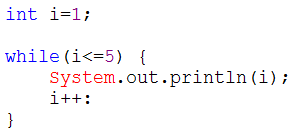 int i=1;
while(i<=5) {
System.out.println(i);
i++:
}